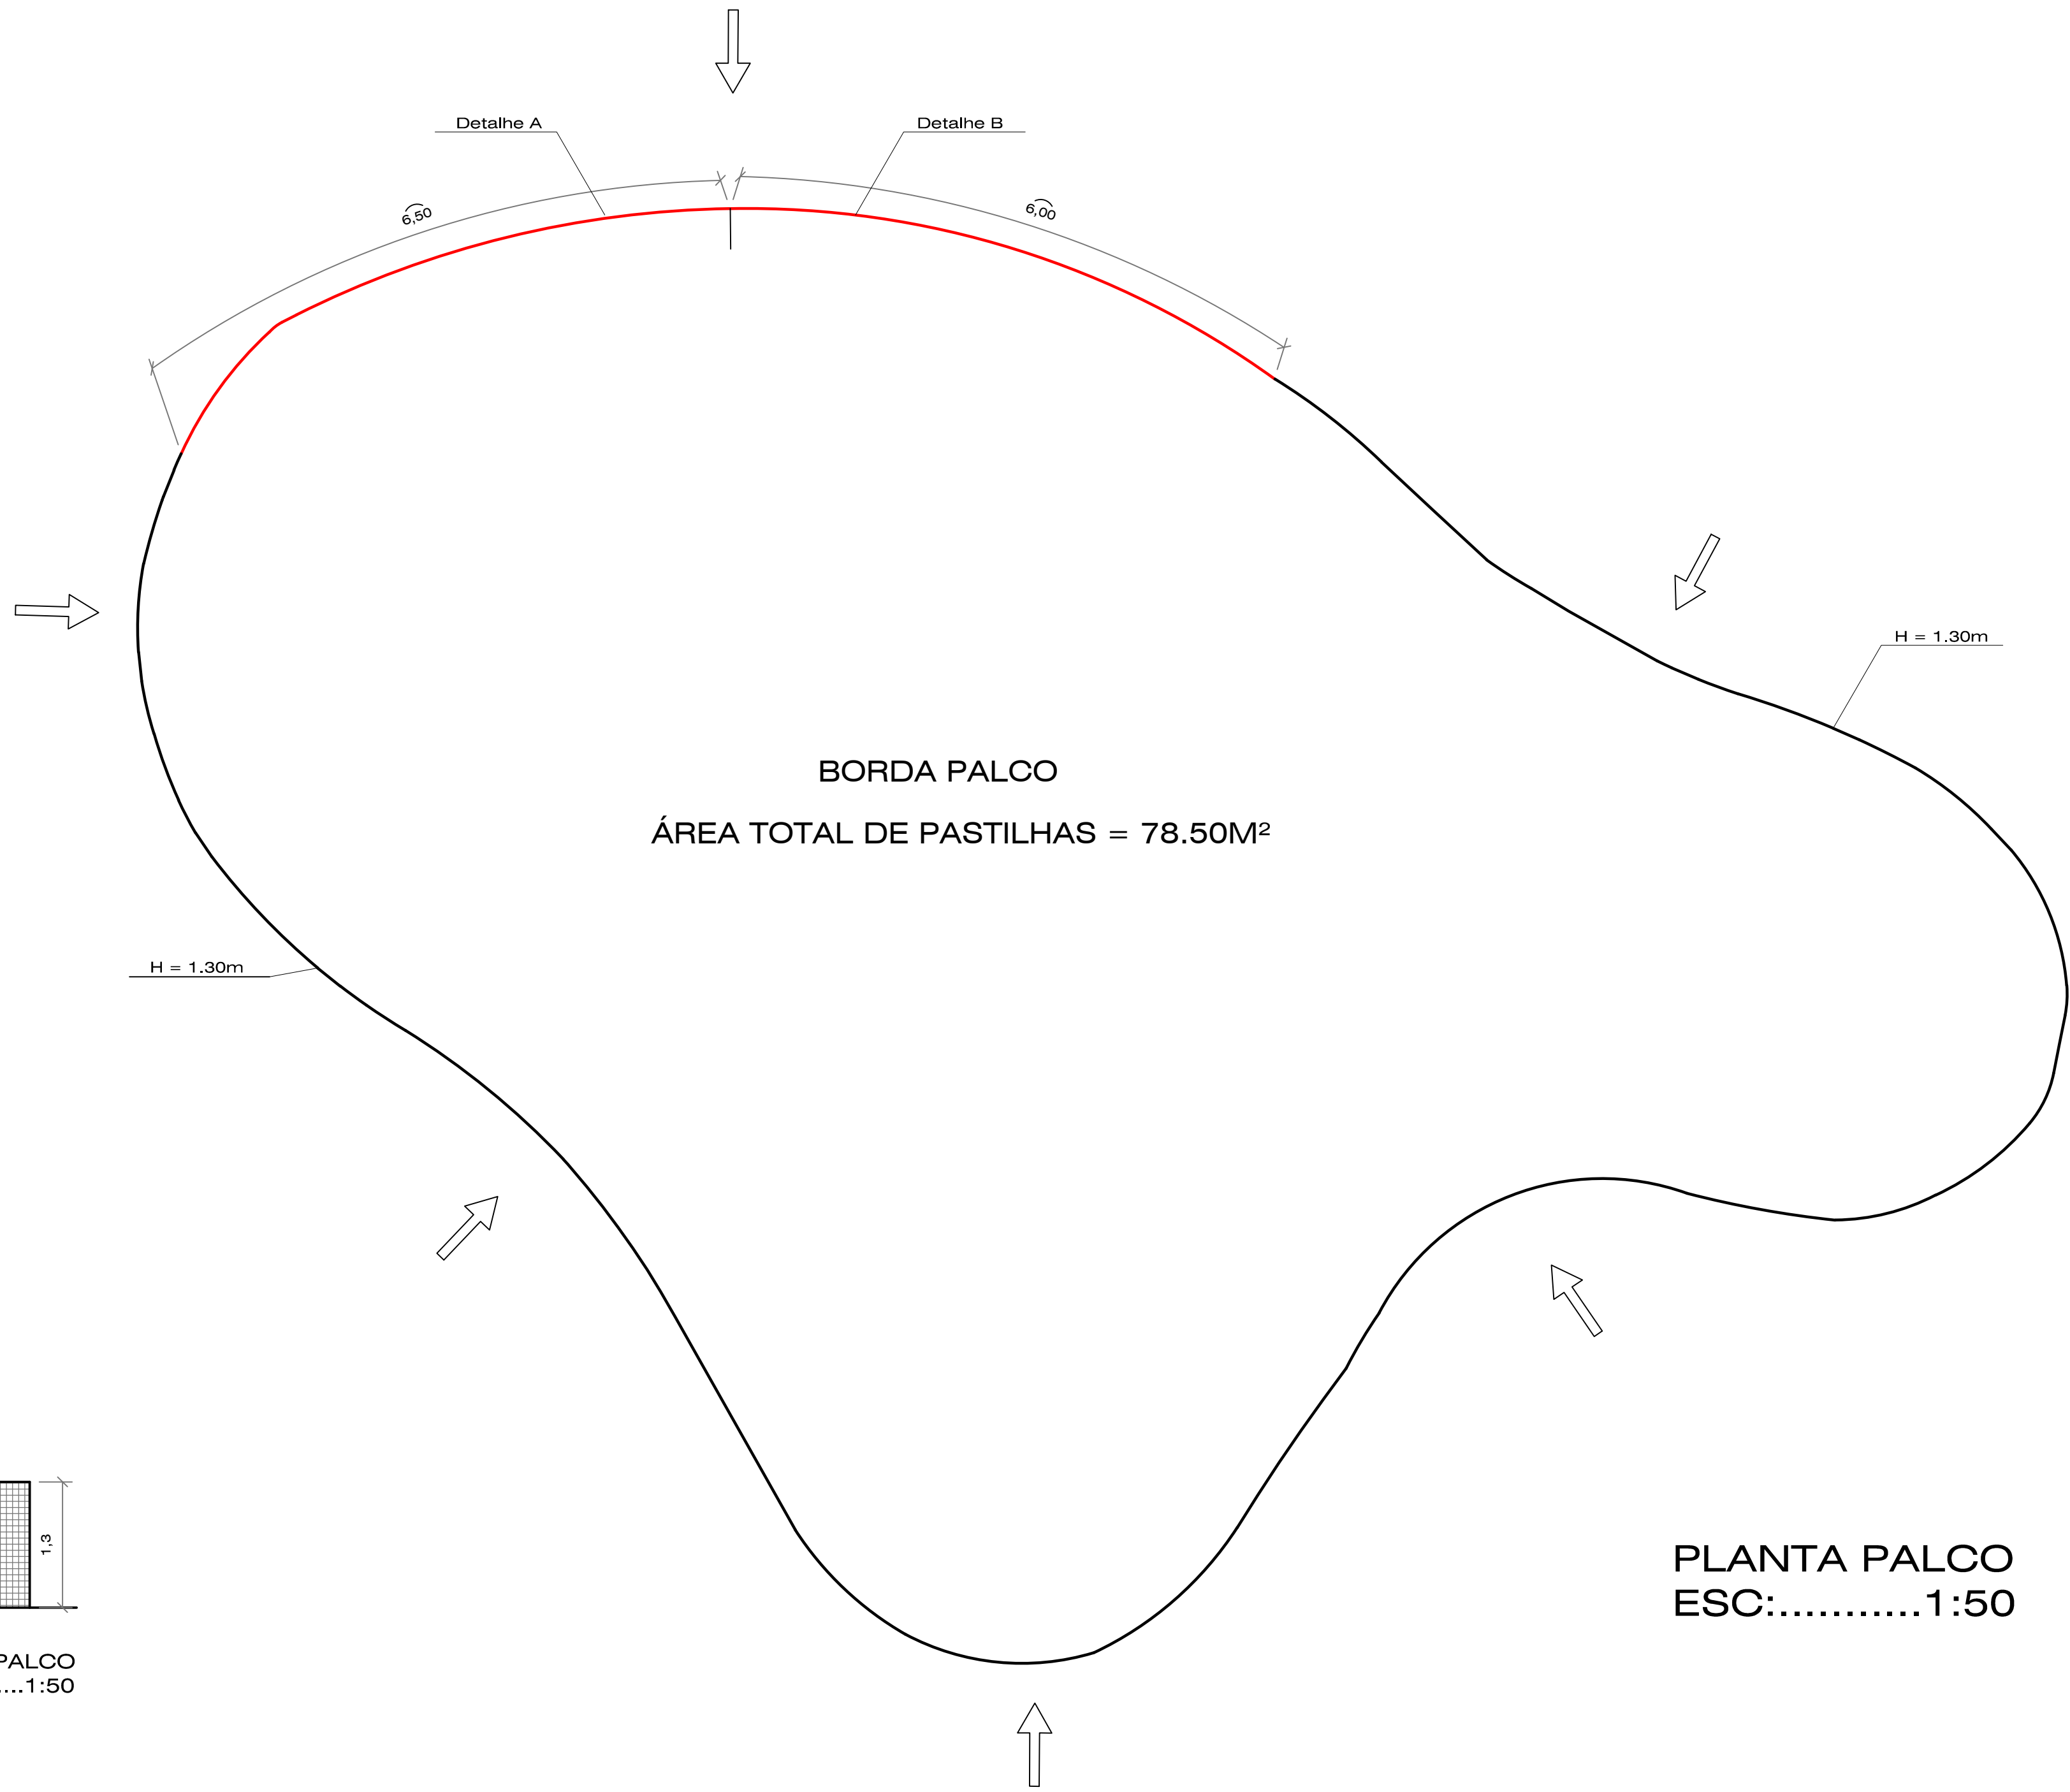 Detalhe A
Detalhe B
6,50
6,00
H = 1.30m
BORDA PALCO
ÁREA TOTAL DE PASTILHAS = 78.50M²
H = 1.30m
1,3
PLANTA PALCO
ESC:...........1:50
PALCO
....1:50